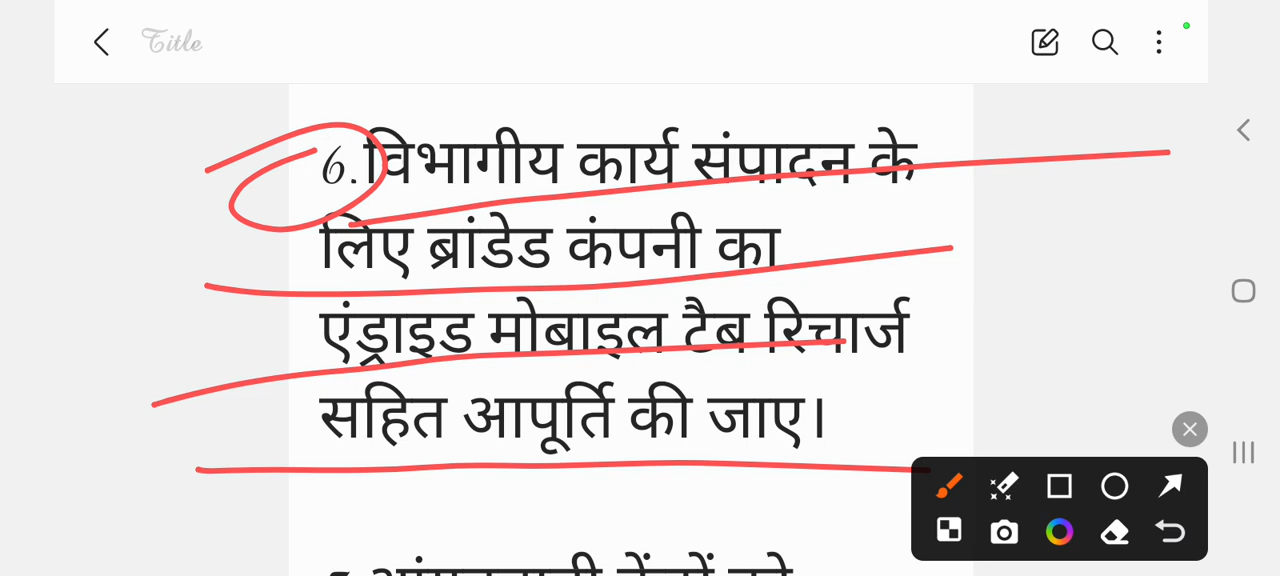 Title
6.विभागीय कार्य संपादन के
लिए ब्रांडेड कंपनी का
एंड्राइड मोबाइल टैब रिचार्ज
सहित आपूर्ति की जाए।